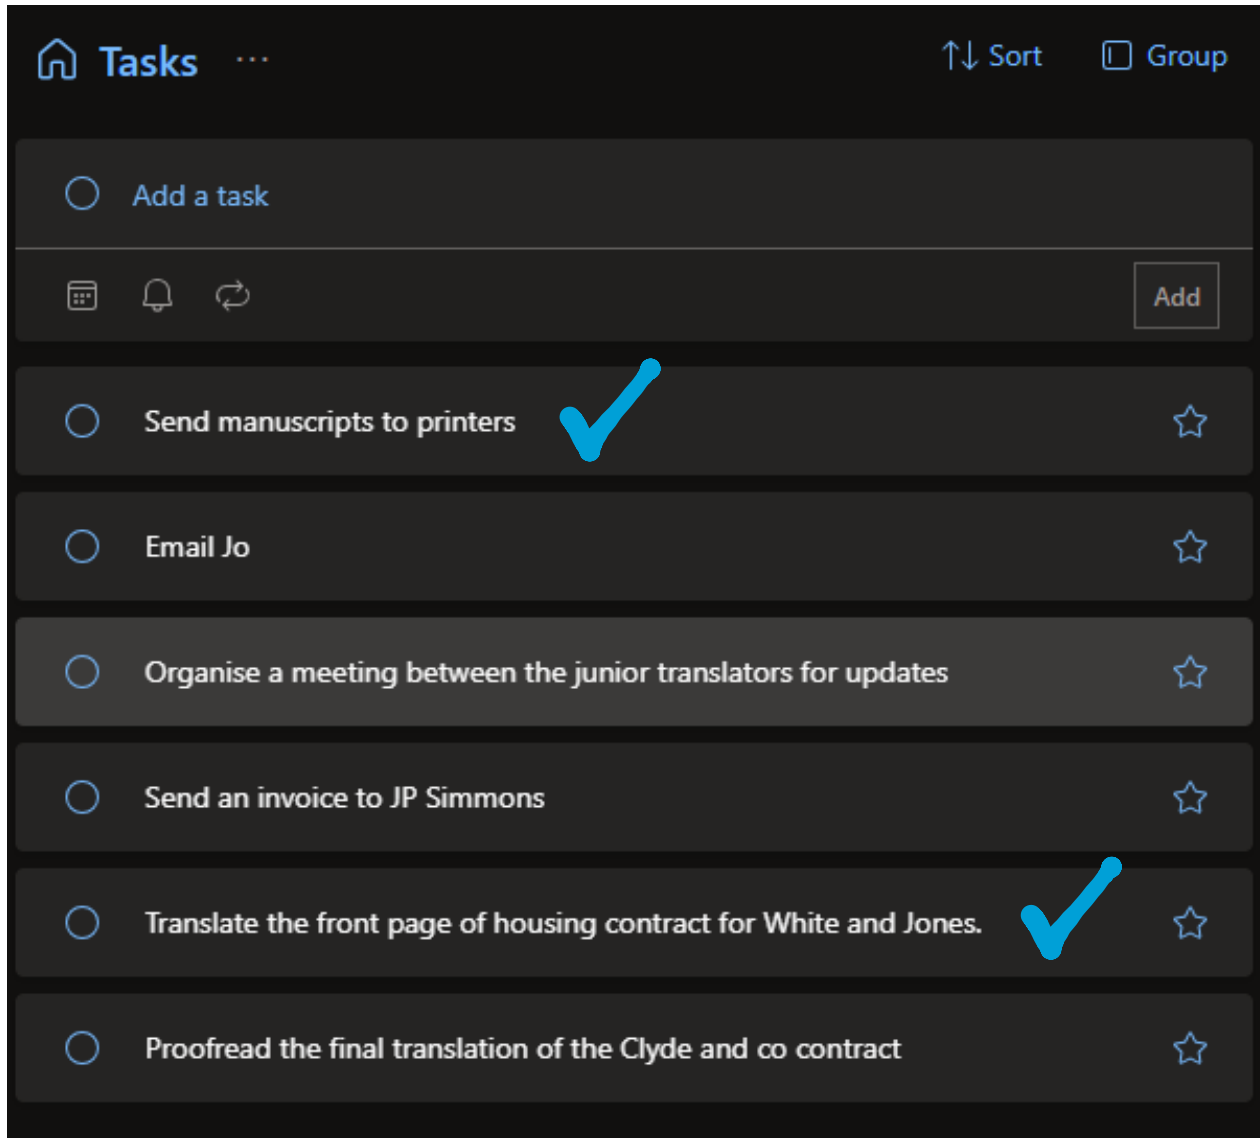 Tasks ...
Sort
Group
Add a task
Add
Send manuscripts to printers
Email Jo
Organise a meeting between the junior translators for updates
Send an invoice to JP Simmons
Translate the front page of housing contract for White and Jones.
Proofread the final translation of the Clyde and co contract